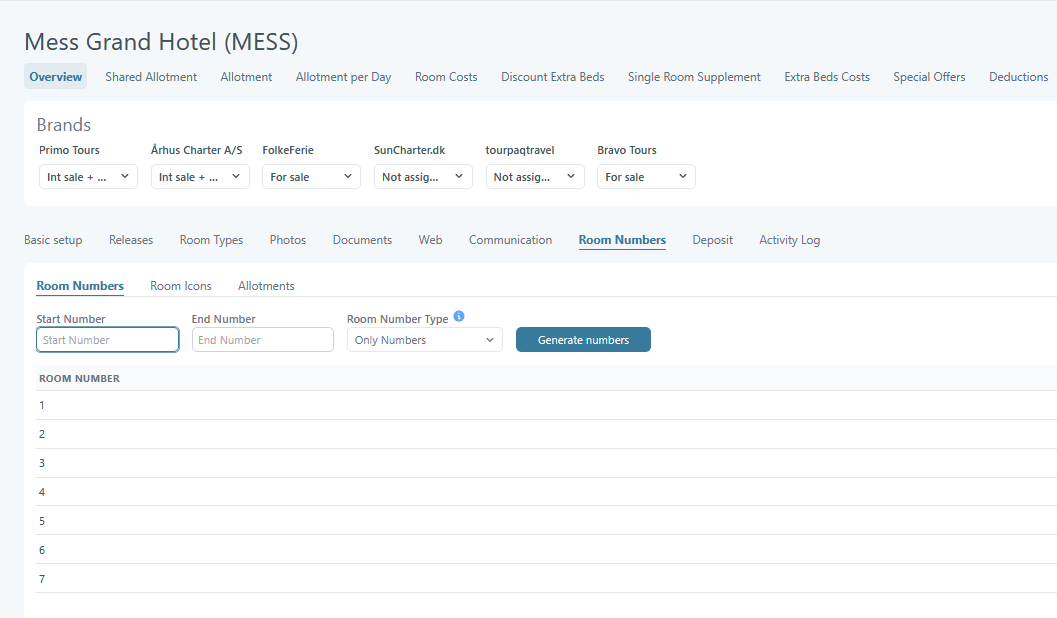 Mess Grand Hotel (MESS)
Overview Shared Allotment Allotment Allotment per Day Room Costs Discount Extra Beds Single Room Supplement Extra Beds Costs Special Offers Deductions
Brands
Primo Tours Århus Charter A/S FolkeFerie SunCharter.dk tourpaqtravel Bravo Tours
Int sale + ... Int sale + ... For sale Not assig... Not assig... For sale
Basic setup Releases Room Types Photos Documents Web Communication Room Numbers Deposit Activity Log
Room Numbers Room Icons Allotments
Start Number End Number Room Number Type i
Start Number End Number Only Numbers Generate numbers
ROOM NUMBER
1
2
3
4
5
6
7